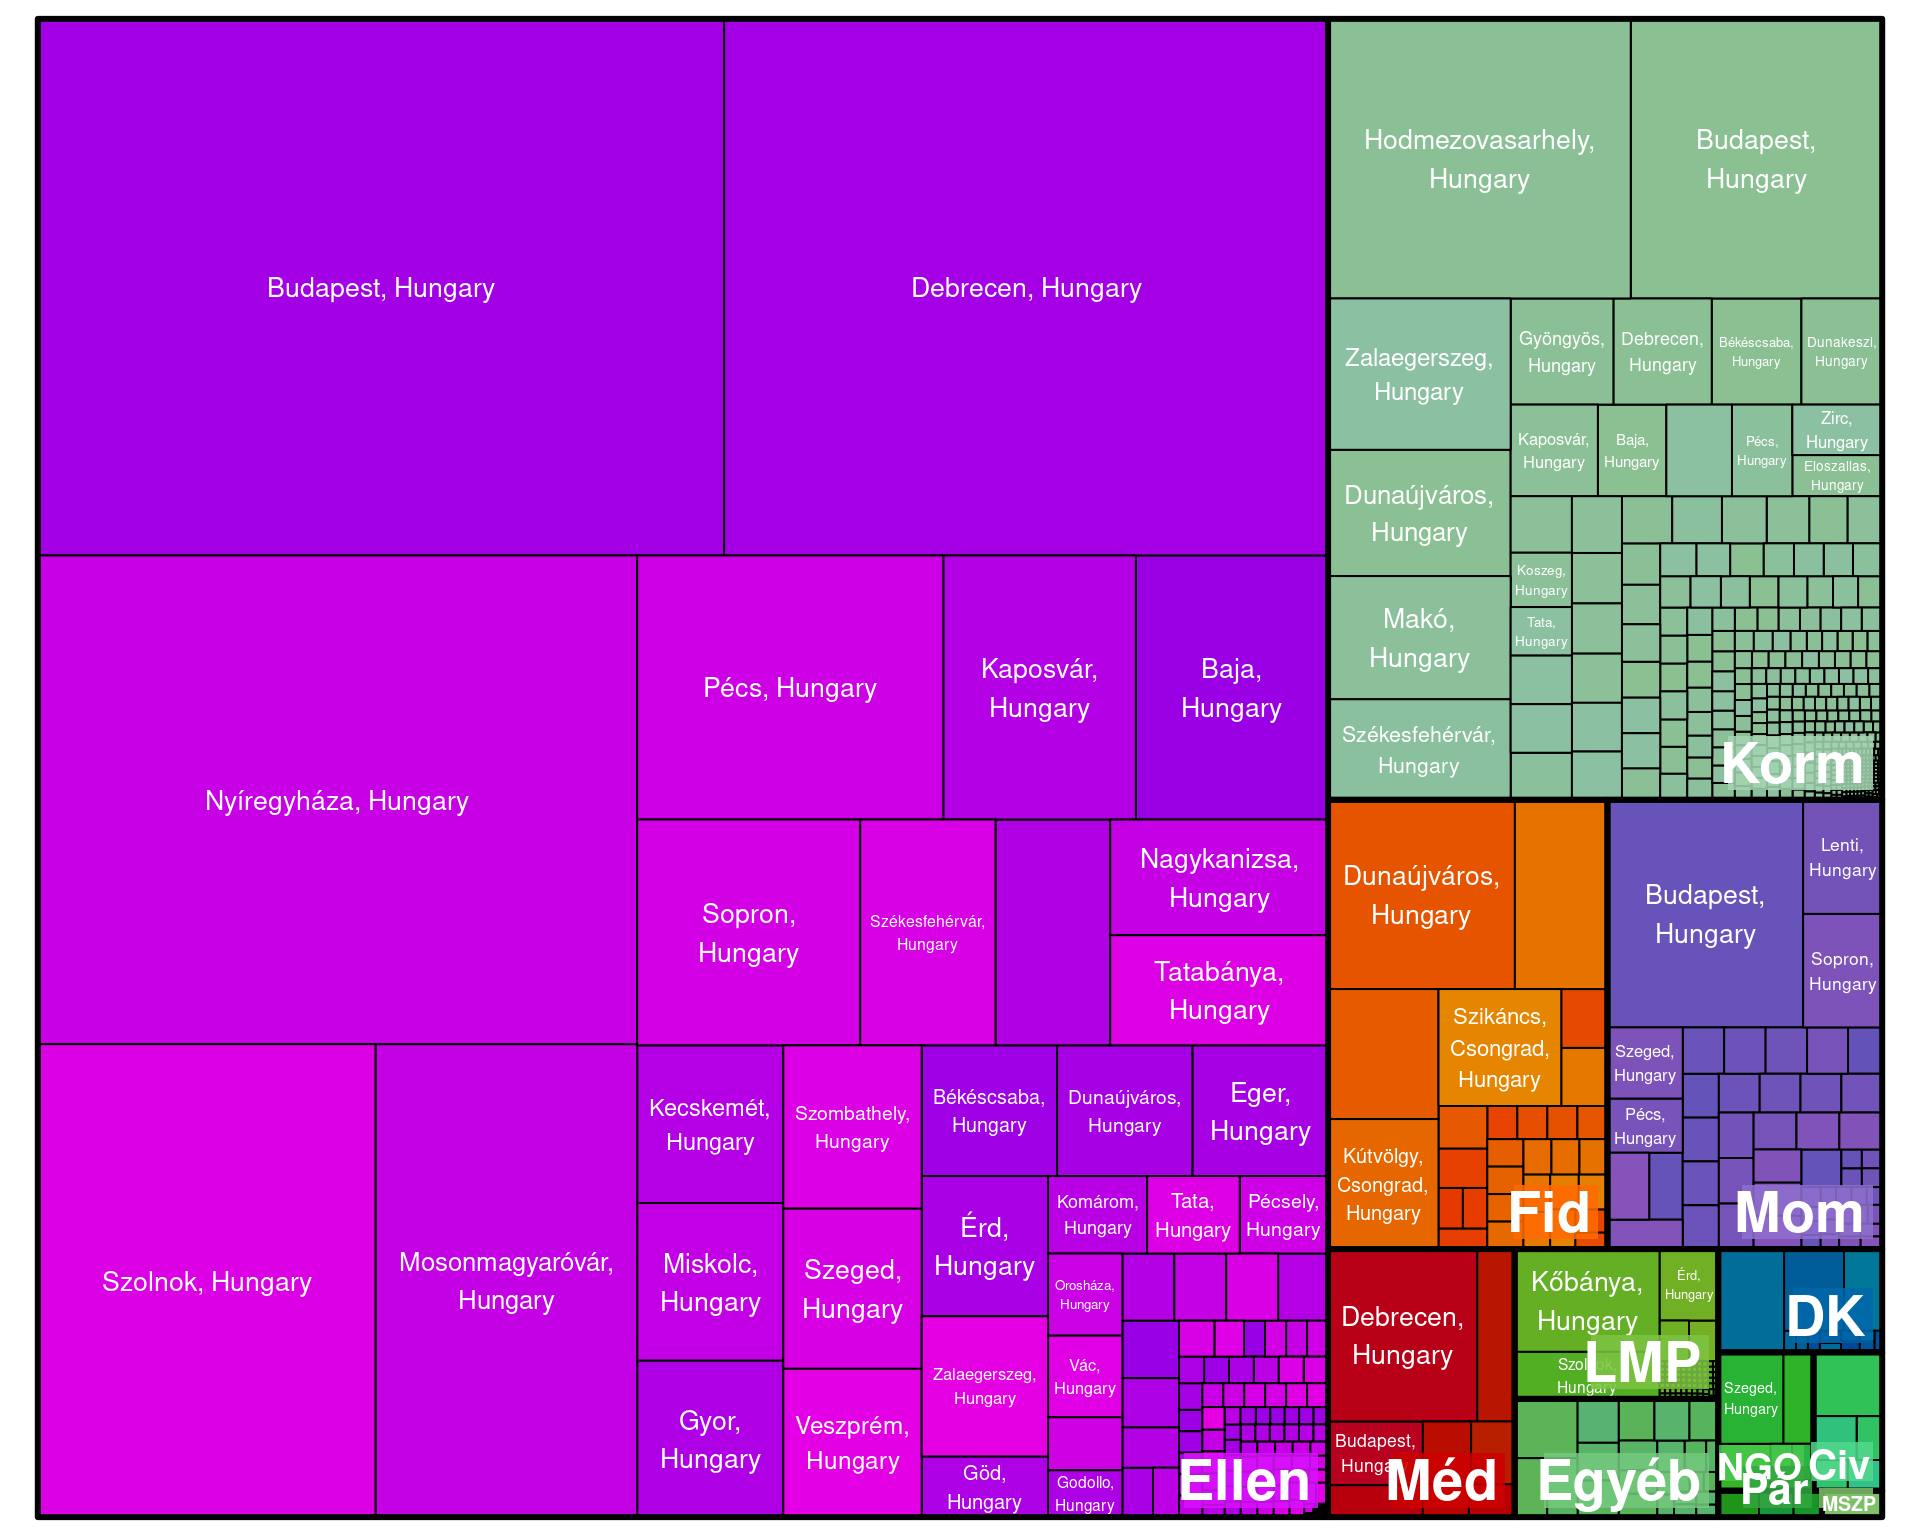 Budapest, Hungary
Debrecen, Hungary
Nyíregyháza, Hungary
Pécs, Hungary
Kaposvár,
Hungary
Baja,
Hungary
Sopron,
Hungary
Székesfehérvár,
Hungary
Nagykanizsa,
Hungary
Tatabánya,
Hungary
Szolnok, Hungary
Mosonmagyaróvár,
Hungary
Kecskemét,
Hungary
Miskolc,
Hungary
Gyor,
Hungary
Szombathely,
Hungary
Szeged,
Hungary
Veszprém,
Hungary
Békéscsaba,
Hungary
Dunaújváros,
Hungary
Eger,
Hungary
Érd,
Hungary
Zalaegerszeg,
Hungary
Göd,
Hungary
Komárom,
Hungary
Tata,
Hungary
Pécsely,
Hungary
Orosháza,
Hungary
Vác,
Hungary
Godollo,
Hungary
Ellen
Hodmezovasarhely,
Hungary
Budapest,
Hungary
Zalaegerszeg,
Hungary
Dunaújváros,
Hungary
Makó,
Hungary
Székesfehérvár,
Hungary
Gyöngyös,
Hungary
Debrecen,
Hungary
Békéscsaba,
Hungary
Dunakeszi,
Hungary
Kaposvár,
Hungary
Baja,
Hungary
Pécs,
Hungary
Zirc,
Hungary
Eloszallas,
Hungary
Koszeg,
Hungary
Tata,
Hungary
Korm
Dunaújváros,
Hungary
Szikáncs,
Csongrad,
Hungary
Kútvölgy,
Csongrad,
Hungary
Fid
Budapest,
Hungary
Lenti,
Hungary
Sopron,
Hungary
Szeged,
Hungary
Pécs,
Hungary
Mom
Debrecen,
Hungary
Budapest,
Hungary
Méd
Kőbánya,
Hungary
Érd,
Hungary
Szolnok,
Hungary
LMP
Egyéb
DK
Szeged,
Hungary
NGO
Civ
Pár
MSZP